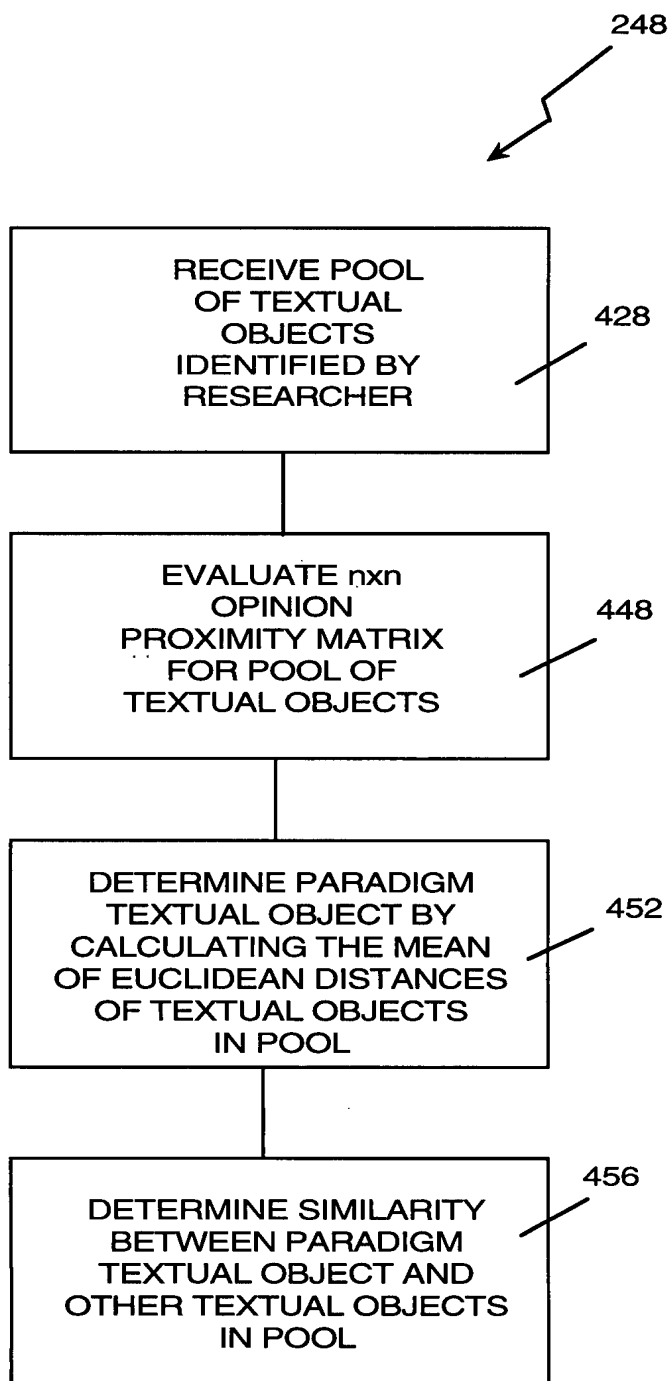 248
RECEIVE POOL
OF TEXTUAL
OBJECTS
IDENTIFIED BY
RESEARCHER
428
EVALUATE nxn
OPINION
PROXIMITY MATRIX
FOR POOL OF
TEXTUAL OBJECTS
448
DETERMINE PARADIGM
TEXTUAL OBJECT BY
CALCULATING THE MEAN
OF EUCLIDEAN DISTANCES
OF TEXTUAL OBJECTS
IN POOL
452
DETERMINE SIMILARITY
BETWEEN PARADIGM
TEXTUAL OBJECT AND
OTHER TEXTUAL OBJECTS
IN POOL
456